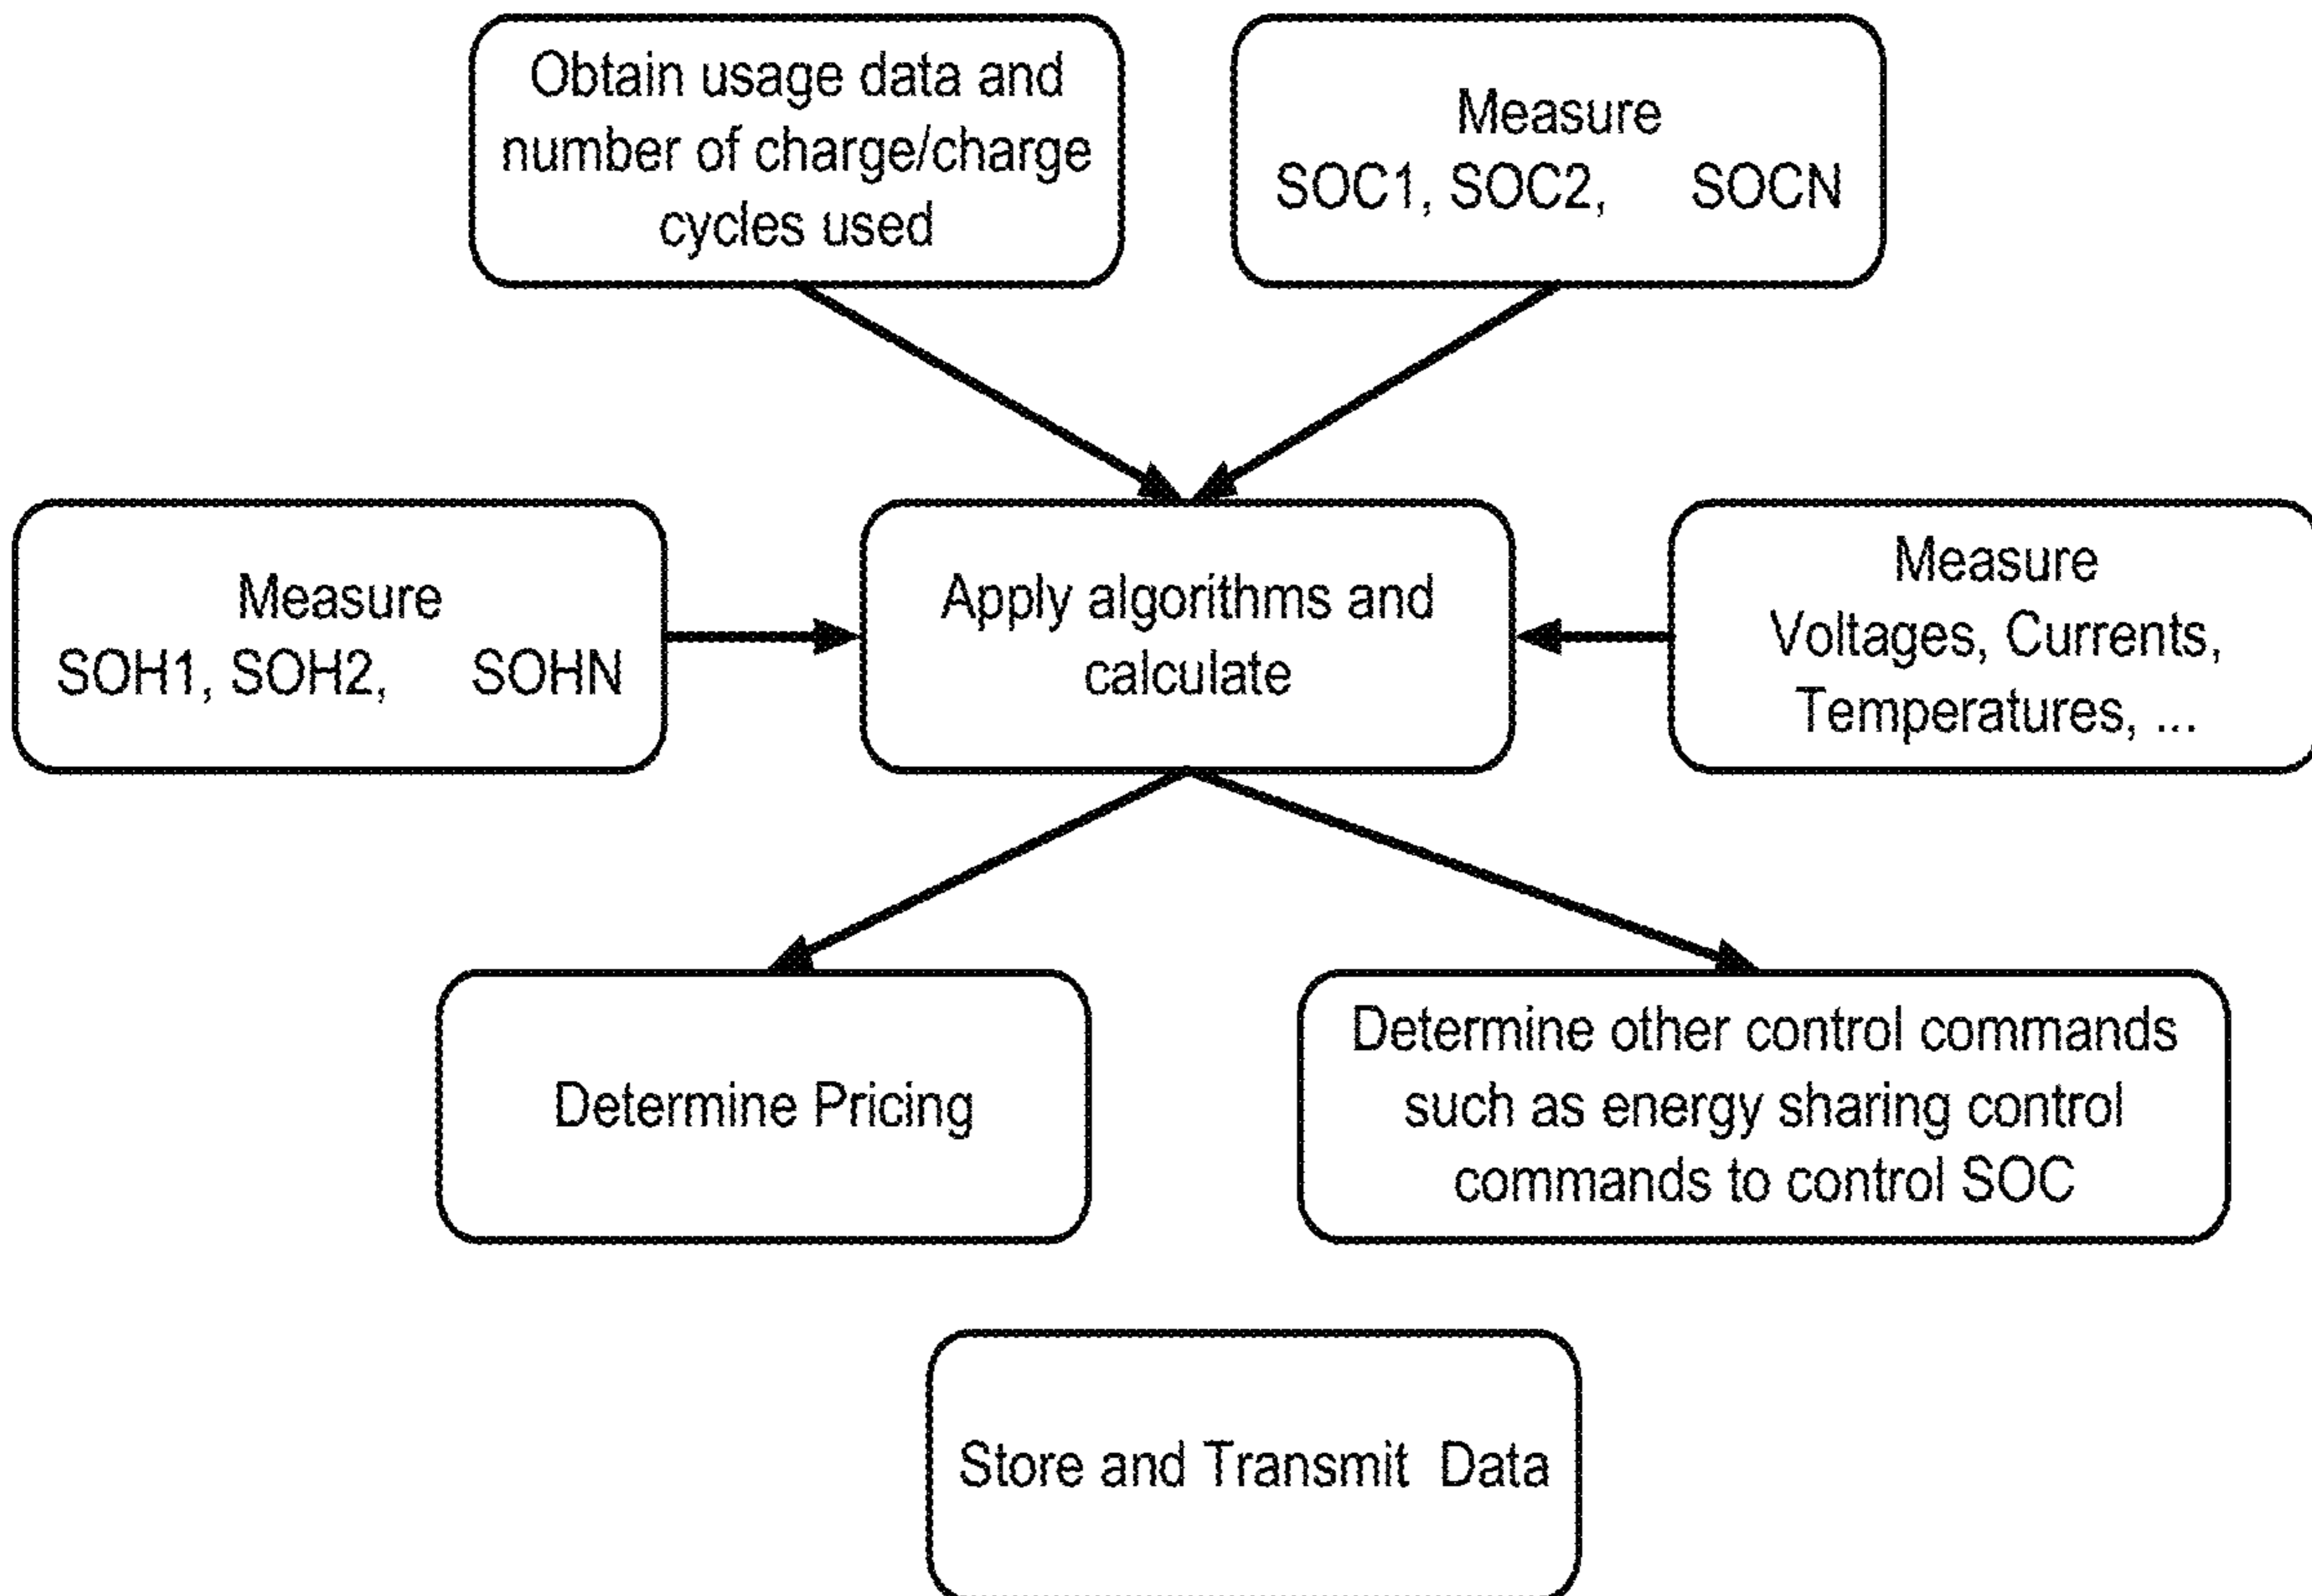 Obtain usage data and
number of charge/charge
cycles used
Measure
SOC1, SOC2, SOCN
Measure
SOH1, SOH2, SOHN
Apply algorithms and
calculate
Measure
Voltages, Currents,
Temperatures, ...
Determine Pricing
Determine other control commands
such as energy sharing control
commands to control SOC
Store and Transmit Data